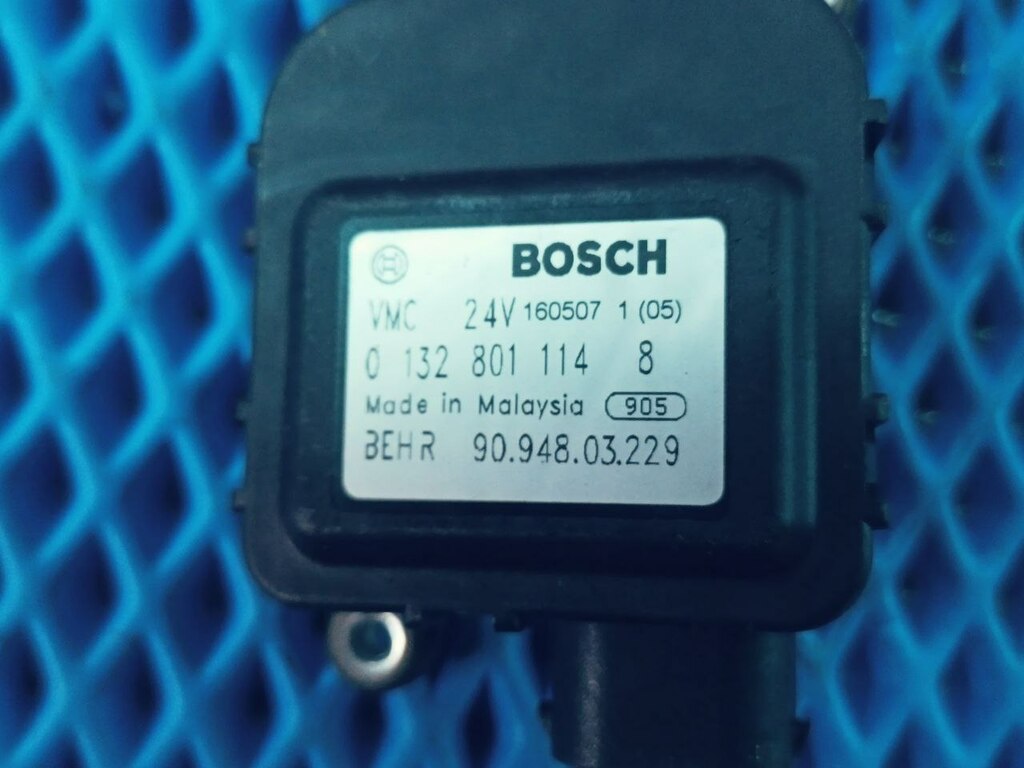 BOSCH
VMC 24V 160507 1 (05)
0 132 801 114 8
Made in Malaysia 905
BEHR 90.948.03.229